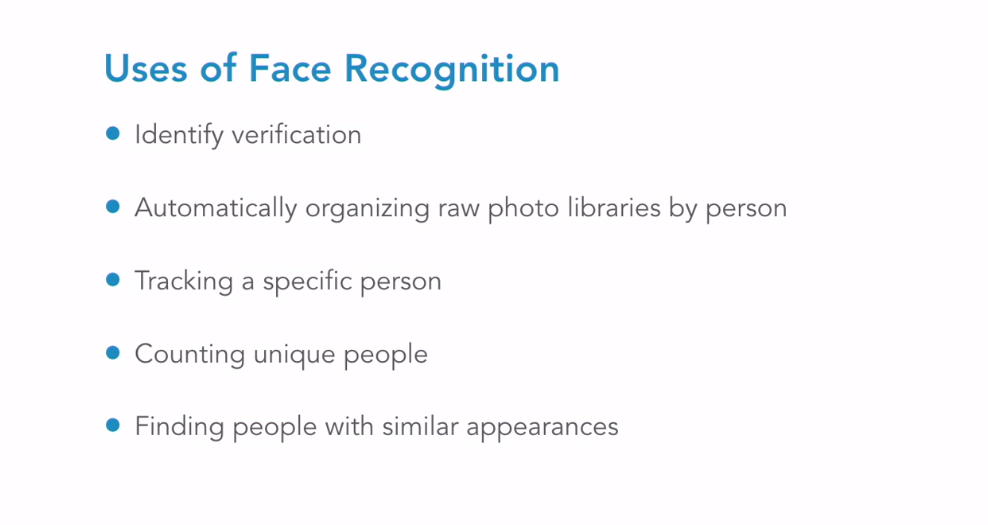 Uses of Face Recognition
Identify verification
Automatically organizing raw photo libraries by person
Tracking a specific person
Counting unique people
Finding people with similar appearances